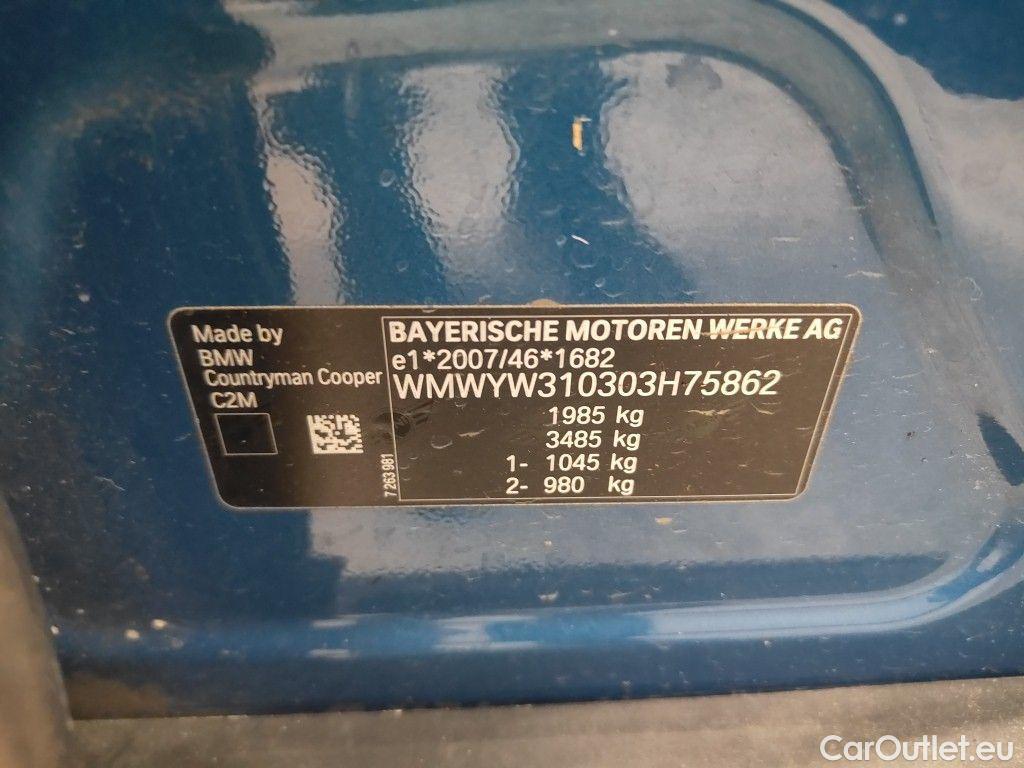 Made by
BMW
Countryman Cooper
C2M
7 263 981
BAYERISCHE MOTOREN WERKE AG
e1*2007/46*1682
WMWYW310303H75862
1985 kg
3485 kg
1- 1045 kg
2- 980 kg
CarOutlet.eu